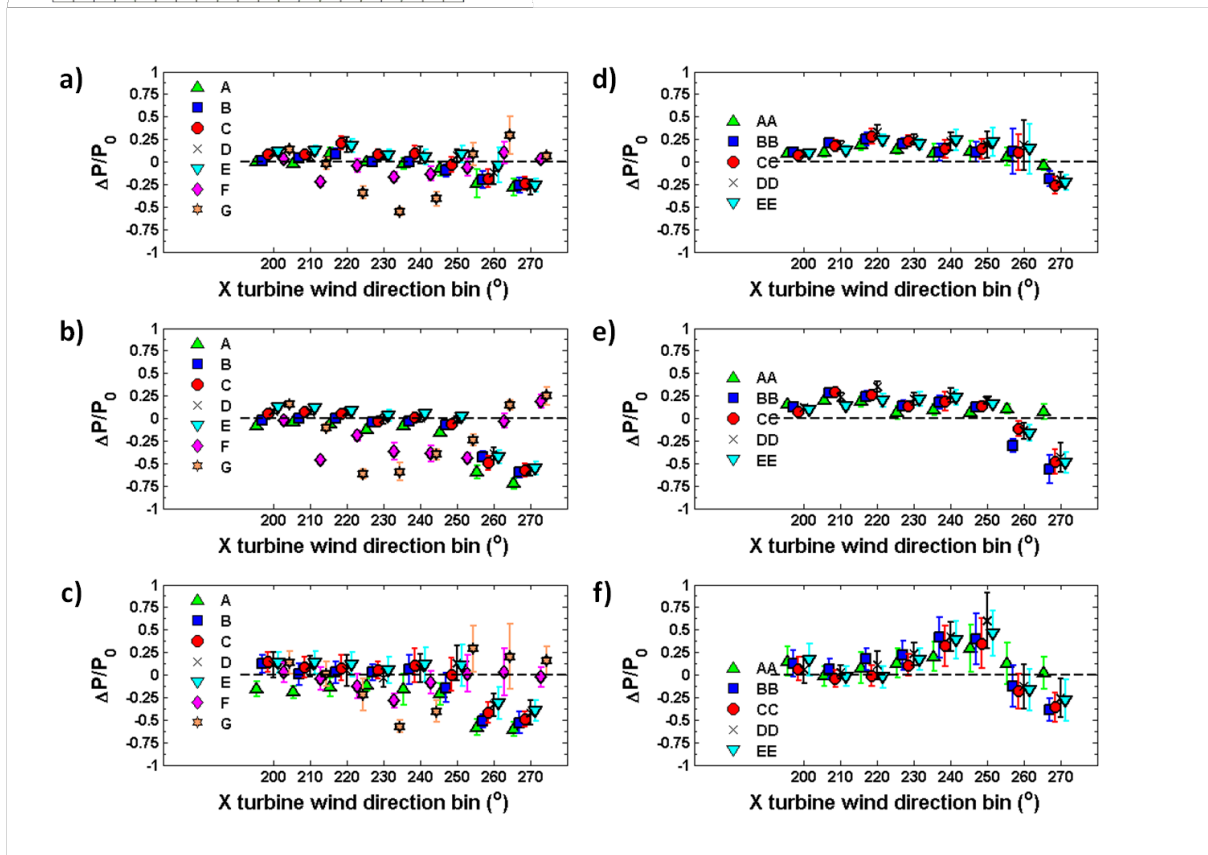 a)
ΔP/P0
1
0.75
0.5
0.25
0
-0.25
-0.5
-0.75
-1
A
B
C
D
E
F
G
200 210 220 230 240 250 260 270
X turbine wind direction bin (o)
d)
ΔP/P0
1
0.75
0.5
0.25
0
-0.25
-0.5
-0.75
-1
AA
BB
CC
DD
EE
200 210 220 230 240 250 260 270
X turbine wind direction bin (o)
b)
ΔP/P0
1
0.75
0.5
0.25
0
-0.25
-0.5
-0.75
-1
A
B
C
D
E
F
G
200 210 220 230 240 250 260 270
X turbine wind direction bin (o)
e)
ΔP/P0
1
0.75
0.5
0.25
0
-0.25
-0.5
-0.75
-1
AA
BB
CC
DD
EE
200 210 220 230 240 250 260 270
X turbine wind direction bin (o)
c)
ΔP/P0
1
0.75
0.5
0.25
0
-0.25
-0.5
-0.75
-1
A
B
C
D
E
F
G
200 210 220 230 240 250 260 270
X turbine wind direction bin (o)
f)
ΔP/P0
1
0.75
0.5
0.25
0
-0.25
-0.5
-0.75
-1
AA
BB
CC
DD
EE
200 210 220 230 240 250 260 270
X turbine wind direction bin (o)